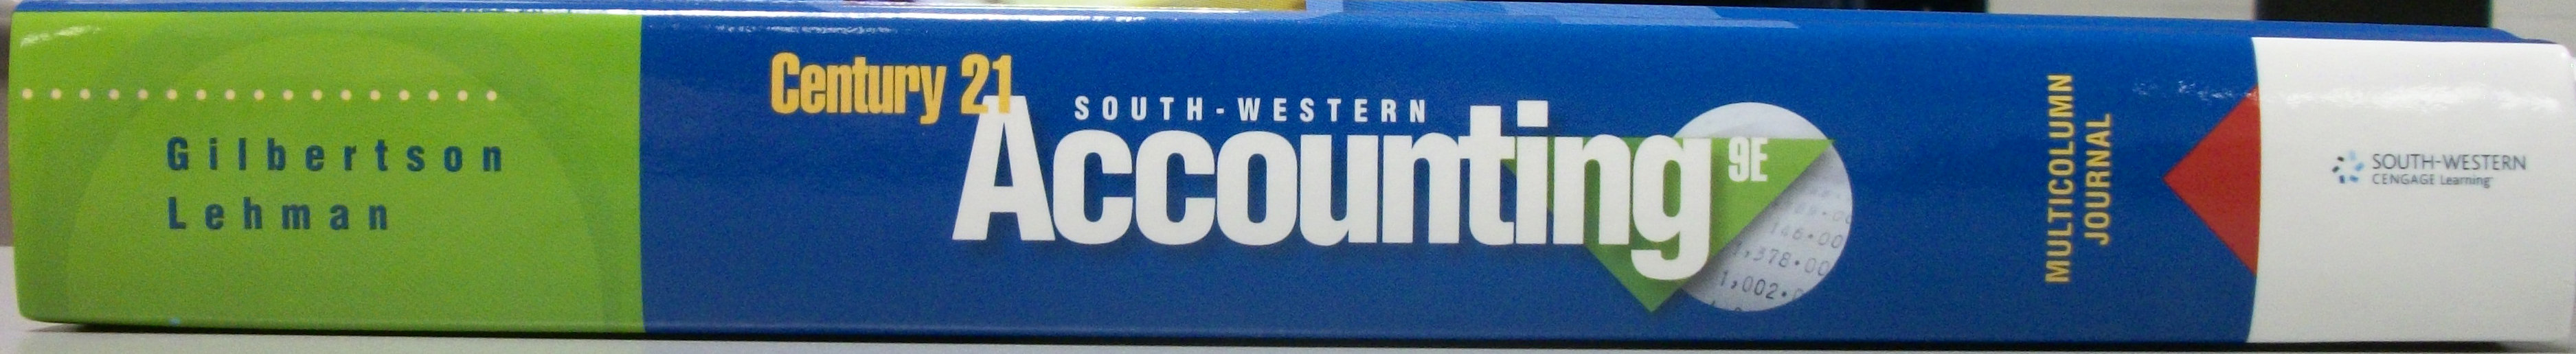 Gilbertson
Lehman
Century 21
SOUTH-WESTERN
Accounting 9E
146.00
1,378.00
1,002.
MULTICOLUMN
JOURNAL
SOUTH-WESTERN
CENGAGE Learning